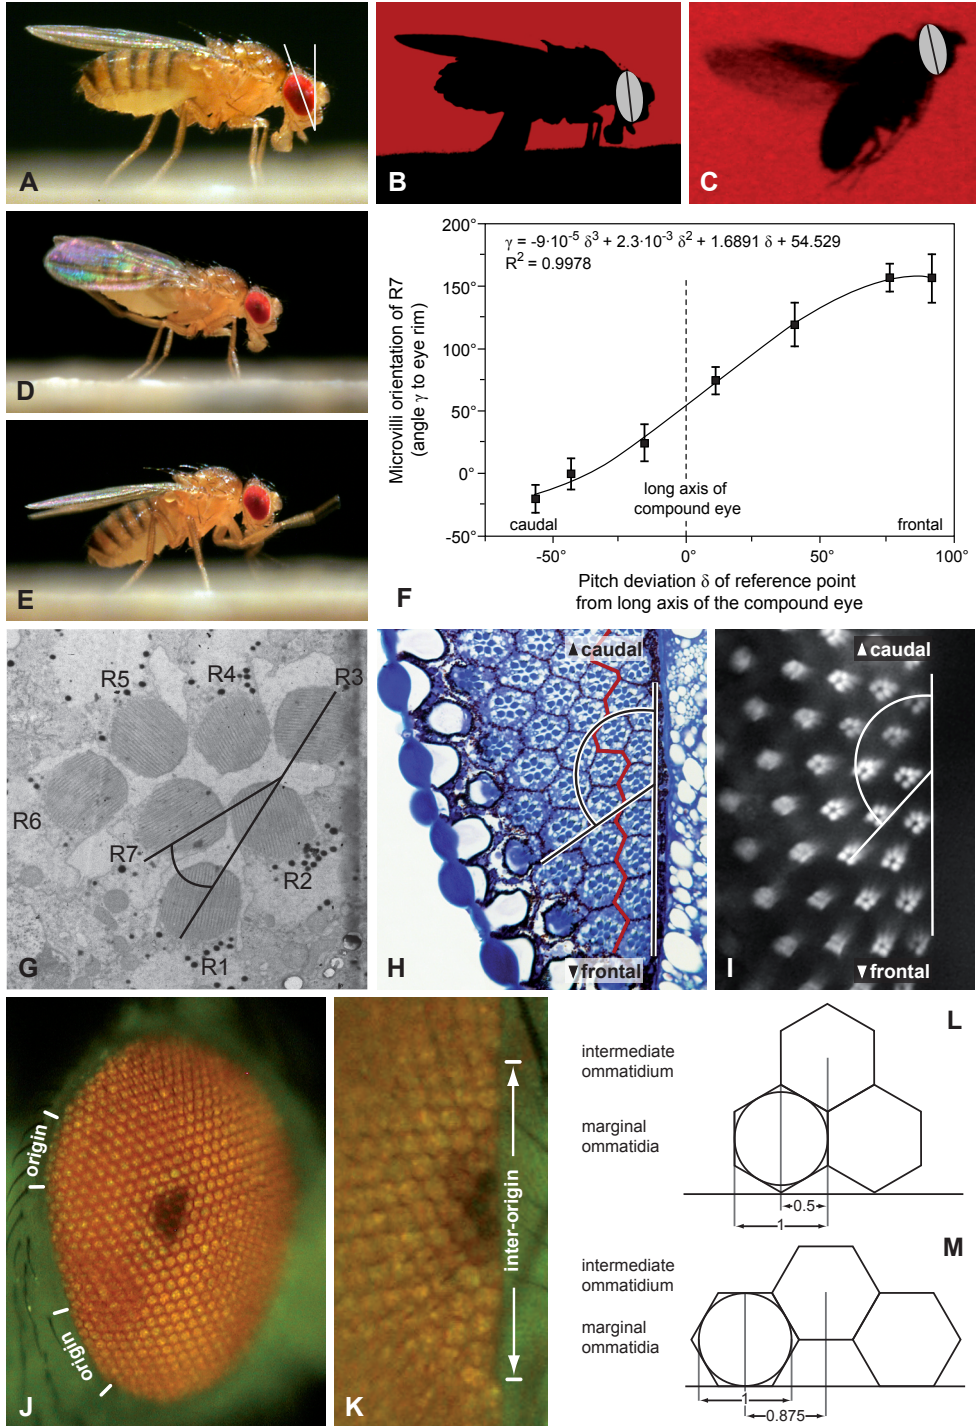 A
B
C
D
E
200°
150°
100°
50°
0°
-50°
γ = -9·10-5 δ3 + 2.3·10-3 δ2 + 1.6891 δ + 54.529
R2 = 0.9978
Microvilli orientation of R7
(angle γ to eye rim)
long axis of
compound eye
caudal
frontal
-50°
0°
50°
100°
Pitch deviation δ of reference point
from long axis of the compound eye
F
R5
R4
R3
R6
R7
R2
R1
G
▲caudal
▼frontal
H
▲caudal
▼frontal
I
origin
origin
J
inter-origin
K
L
intermediate
ommatidium
marginal
ommatidia
0.5
1
M
intermediate
ommatidium
marginal
ommatidia
1
0.875